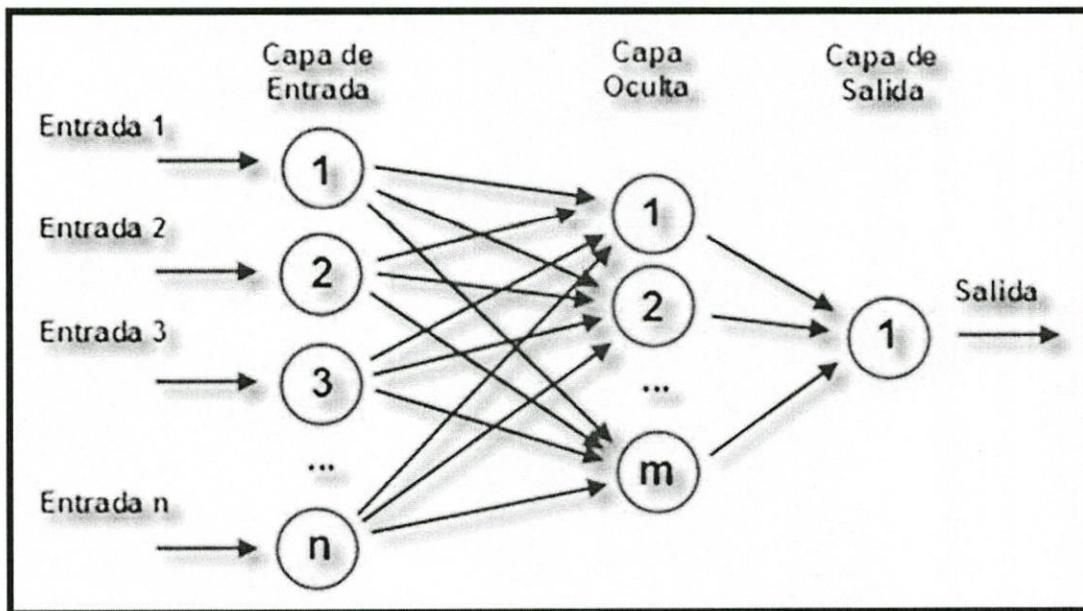 Capa de
Entrada
Capa
Oculta
Capa de
Salida
Entrada 1
1
Entrada 2
2
Entrada 3
3
...
Entrada n
n
1
2
...
m
1
Salida